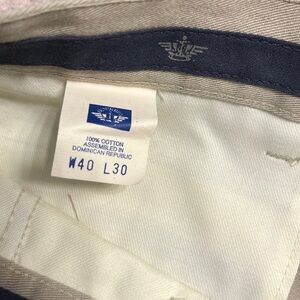 100% COTTON
ASSEMBLED IN
DOMINICAN REPUBLIC
W40 L30